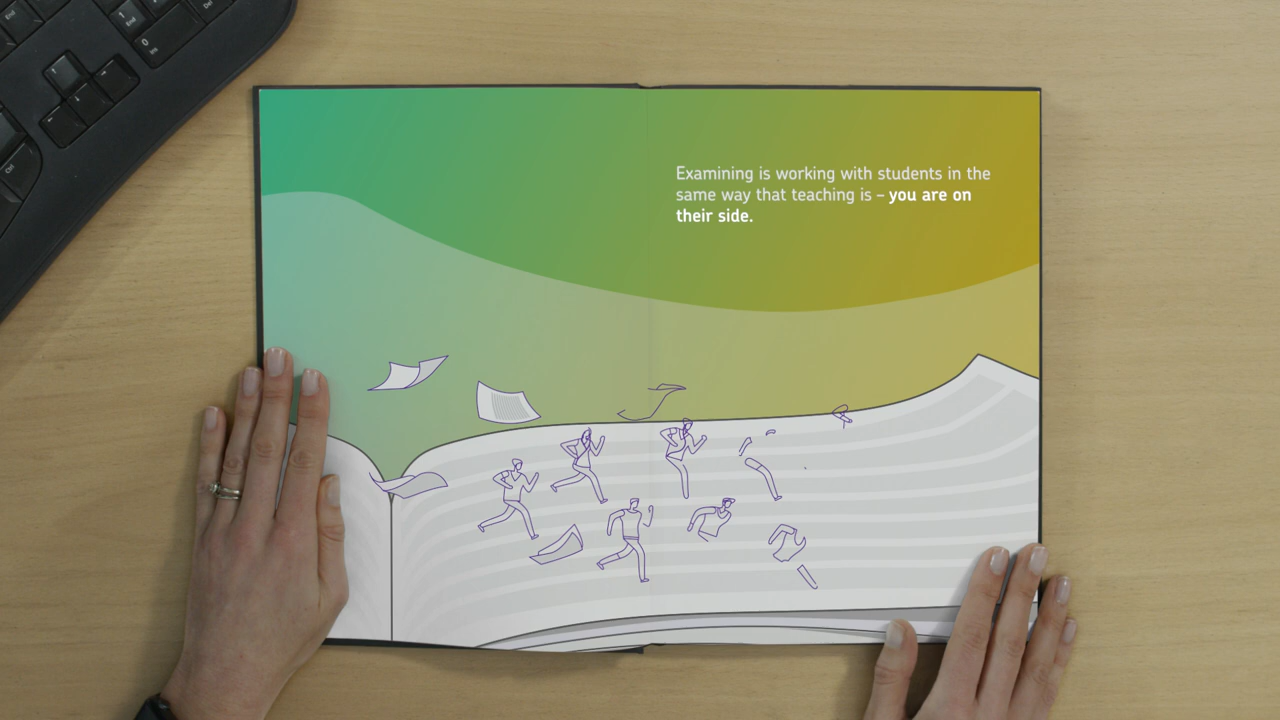 Examining is working with students in the
same way that teaching is – you are on
their side.